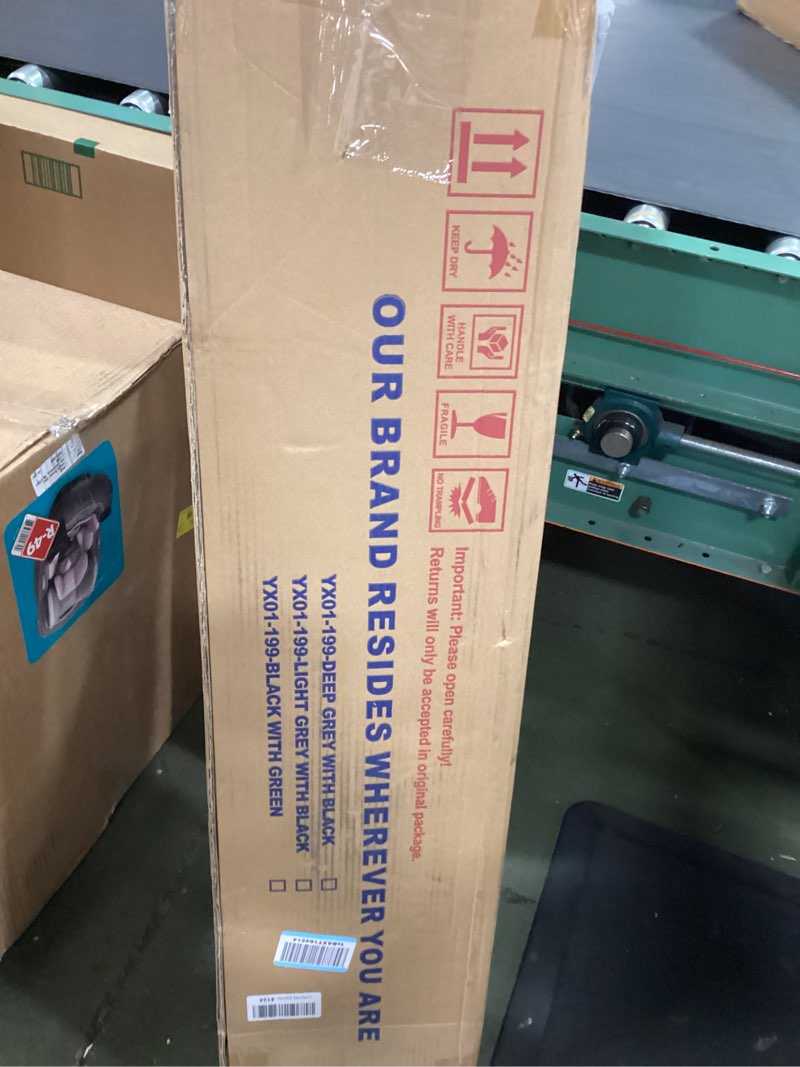 KEEP DRY
HANDLE
WITH CARE
FRAGILE
NO TRAMPLING
Important: Please open carefully!
Returns will only be accepted in original package.
OUR BRAND RESIDES WHEREVER YOU ARE
YX01-199-DEEP GREY WITH BLACK
YX01-199-LIGHT GREY WITH BLACK
YX01-199-BLACK WITH GREEN
4134
R-49